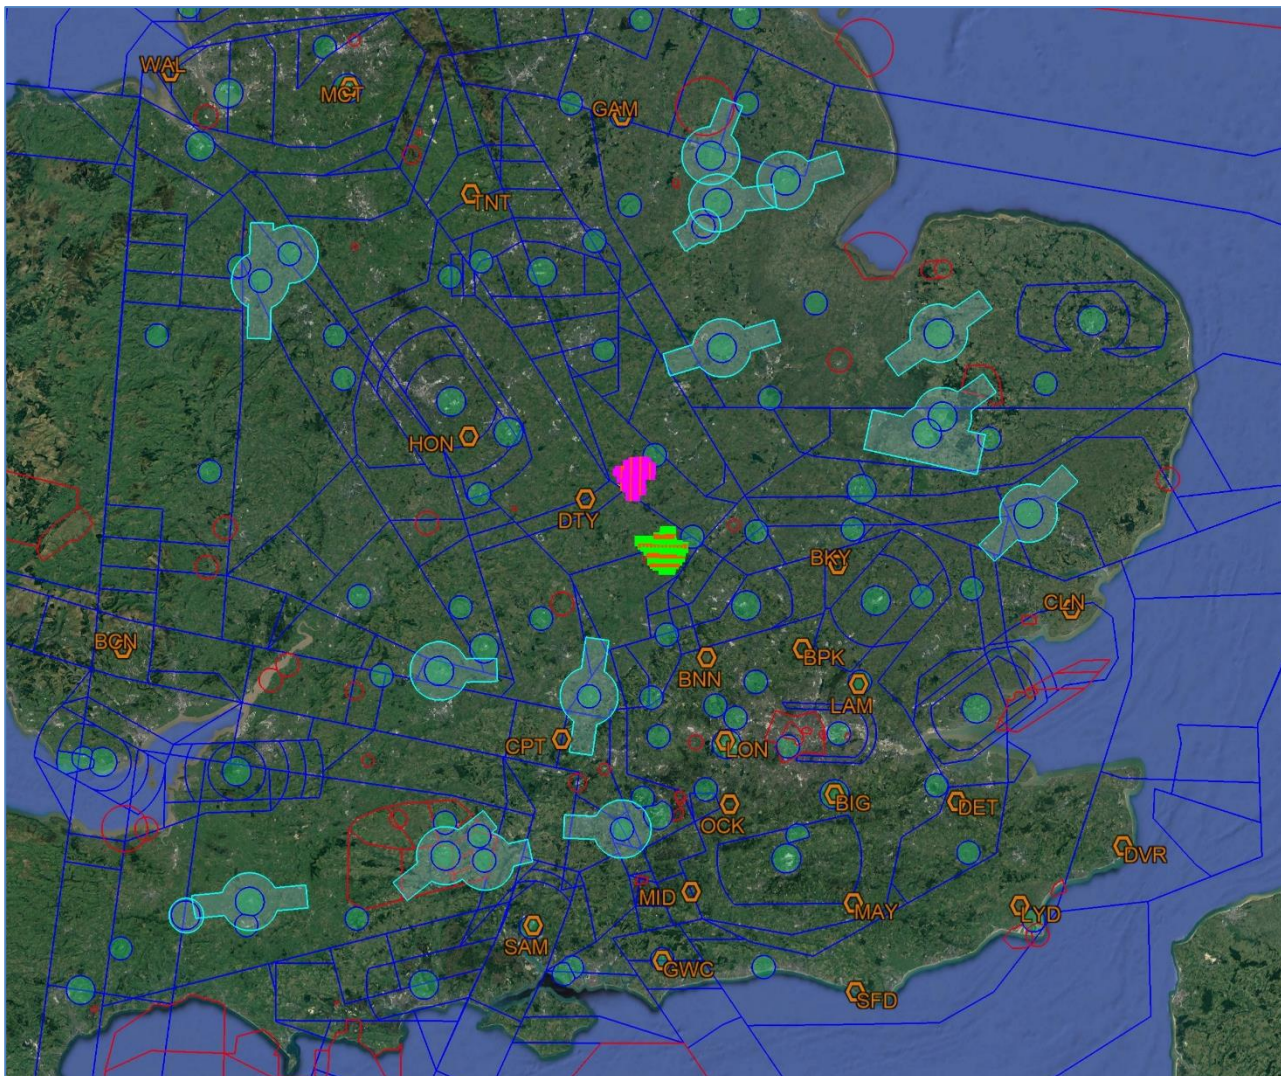 WAL
MCT
GAM
TNT
HON
DTY
BKY
CLN
BCN
BPK
BNN
LAM
CPT
LON
BIG
DET
OCK
DVR
MID
MAY
LYD
SAM
GWC
SFD